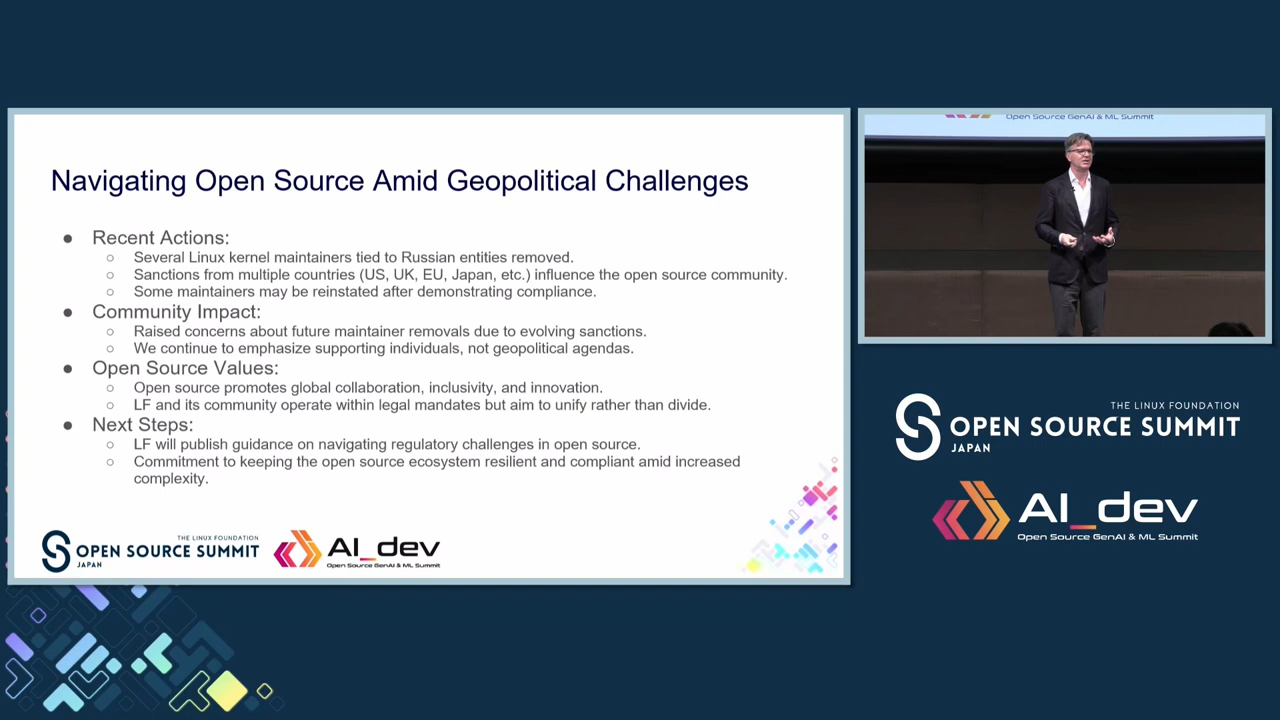 Navigating Open Source Amid Geopolitical Challenges
● Recent Actions:
○ Several Linux kernel maintainers tied to Russian entities removed.
○ Sanctions from multiple countries (US, UK, EU, Japan, etc.) influence the open source community.
○ Some maintainers may be reinstated after demonstrating compliance.
● Community Impact:
○ Raised concerns about future maintainer removals due to evolving sanctions.
○ We continue to emphasize supporting individuals, not geopolitical agendas.
● Open Source Values:
○ Open source promotes global collaboration, inclusivity, and innovation.
○ LF and its community operate within legal mandates but aim to unify rather than divide.
● Next Steps:
○ LF will publish guidance on navigating regulatory challenges in open source.
○ Commitment to keeping the open source ecosystem resilient and compliant amid increased
complexity.
THE LINUX FOUNDATION
OPEN SOURCE SUMMIT
JAPAN
AI_dev
Open Source GenAI & ML Summit
Open Source GenAI & ML Summit
THE LINUX FOUNDATION
OPEN SOURCE SUMMIT
JAPAN
AI_dev
Open Source GenAI & ML Summit